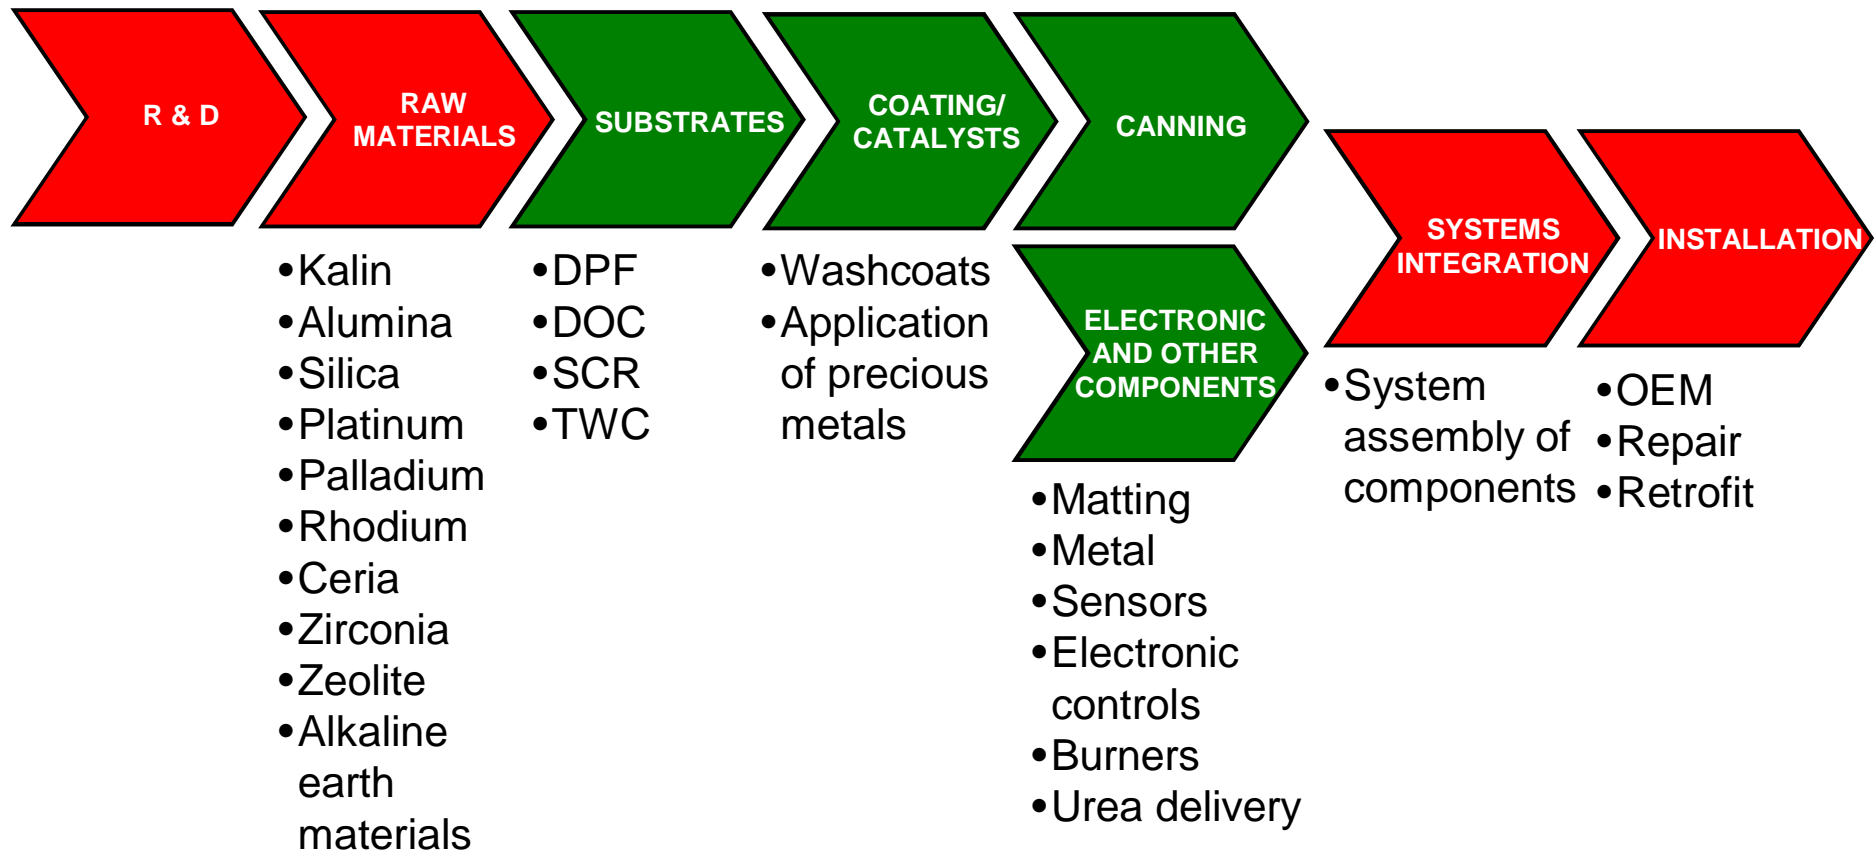 R & D
RAW
MATERIALS
•Kalin
•Alumina
•Silica
•Platinum
•Palladium
•Rhodium
•Ceria
•Zirconia
•Zeolite
•Alkaline
earth
materials
SUBSTRATES
•DPF
•DOC
•SCR
•TWC
COATING/
CATALYSTS
•Washcoats
•Application
of precious
metals
CANNING
ELECTRONIC
AND OTHER
COMPONENTS
•Matting
•Metal
•Sensors
•Electronic
controls
•Burners
•Urea delivery
SYSTEMS
INTEGRATION
•System
assembly of
components
INSTALLATION
•OEM
•Repair
•Retrofit